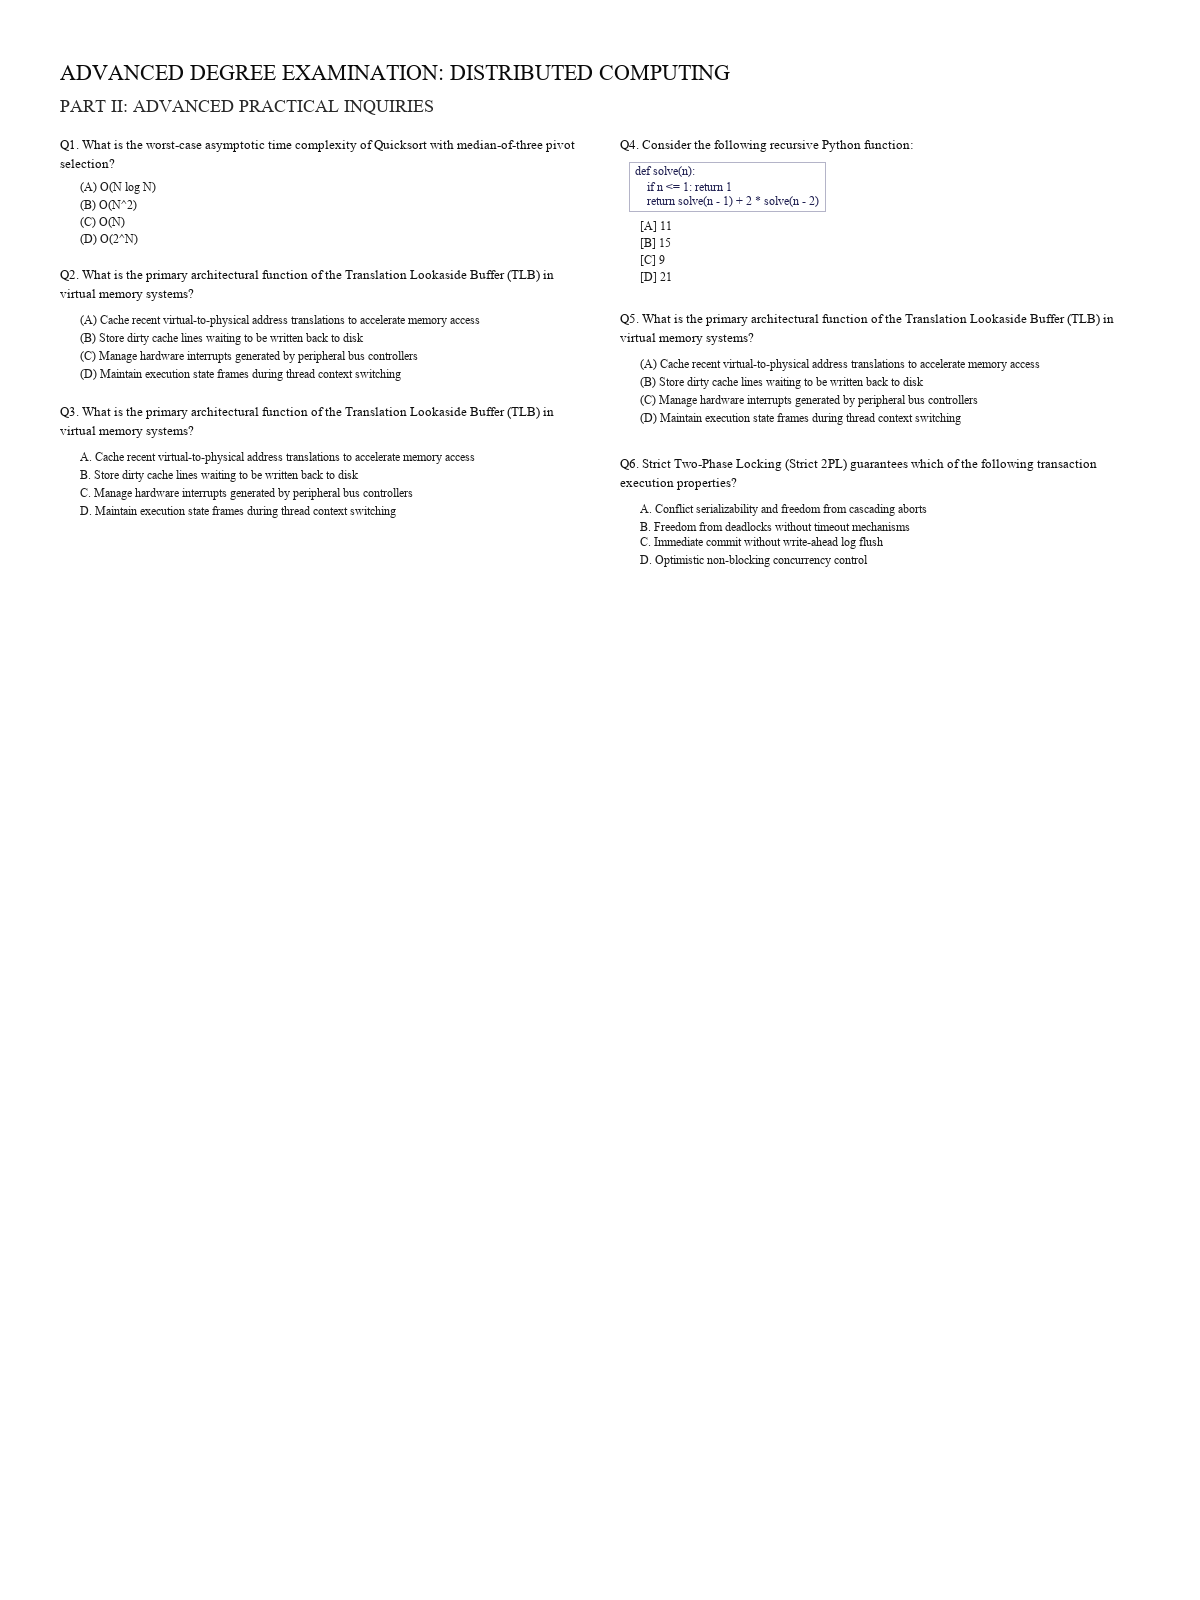 ADVANCED DEGREE EXAMINATION: DISTRIBUTED COMPUTING
PART II: ADVANCED PRACTICAL INQUIRIES
Q1. What is the worst-case asymptotic time complexity of Quicksort with median-of-three pivot
selection?
(A) O(N log N)
(B) O(N^2)
(C) O(N)
(D) O(2^N)
Q2. What is the primary architectural function of the Translation Lookaside Buffer (TLB) in
virtual memory systems?
(A) Cache recent virtual-to-physical address translations to accelerate memory access
(B) Store dirty cache lines waiting to be written back to disk
(C) Manage hardware interrupts generated by peripheral bus controllers
(D) Maintain execution state frames during thread context switching
Q3. What is the primary architectural function of the Translation Lookaside Buffer (TLB) in
virtual memory systems?
A. Cache recent virtual-to-physical address translations to accelerate memory access
B. Store dirty cache lines waiting to be written back to disk
C. Manage hardware interrupts generated by peripheral bus controllers
D. Maintain execution state frames during thread context switching
Q4. Consider the following recursive Python function:
def solve(n):
    if n <= 1: return 1
    return solve(n - 1) + 2 * solve(n - 2)
[A] 11
[B] 15
[C] 9
[D] 21
Q5. What is the primary architectural function of the Translation Lookaside Buffer (TLB) in
virtual memory systems?
(A) Cache recent virtual-to-physical address translations to accelerate memory access
(B) Store dirty cache lines waiting to be written back to disk
(C) Manage hardware interrupts generated by peripheral bus controllers
(D) Maintain execution state frames during thread context switching
Q6. Strict Two-Phase Locking (Strict 2PL) guarantees which of the following transaction
execution properties?
A. Conflict serializability and freedom from cascading aborts
B. Freedom from deadlocks without timeout mechanisms
C. Immediate commit without write-ahead log flush
D. Optimistic non-blocking concurrency control